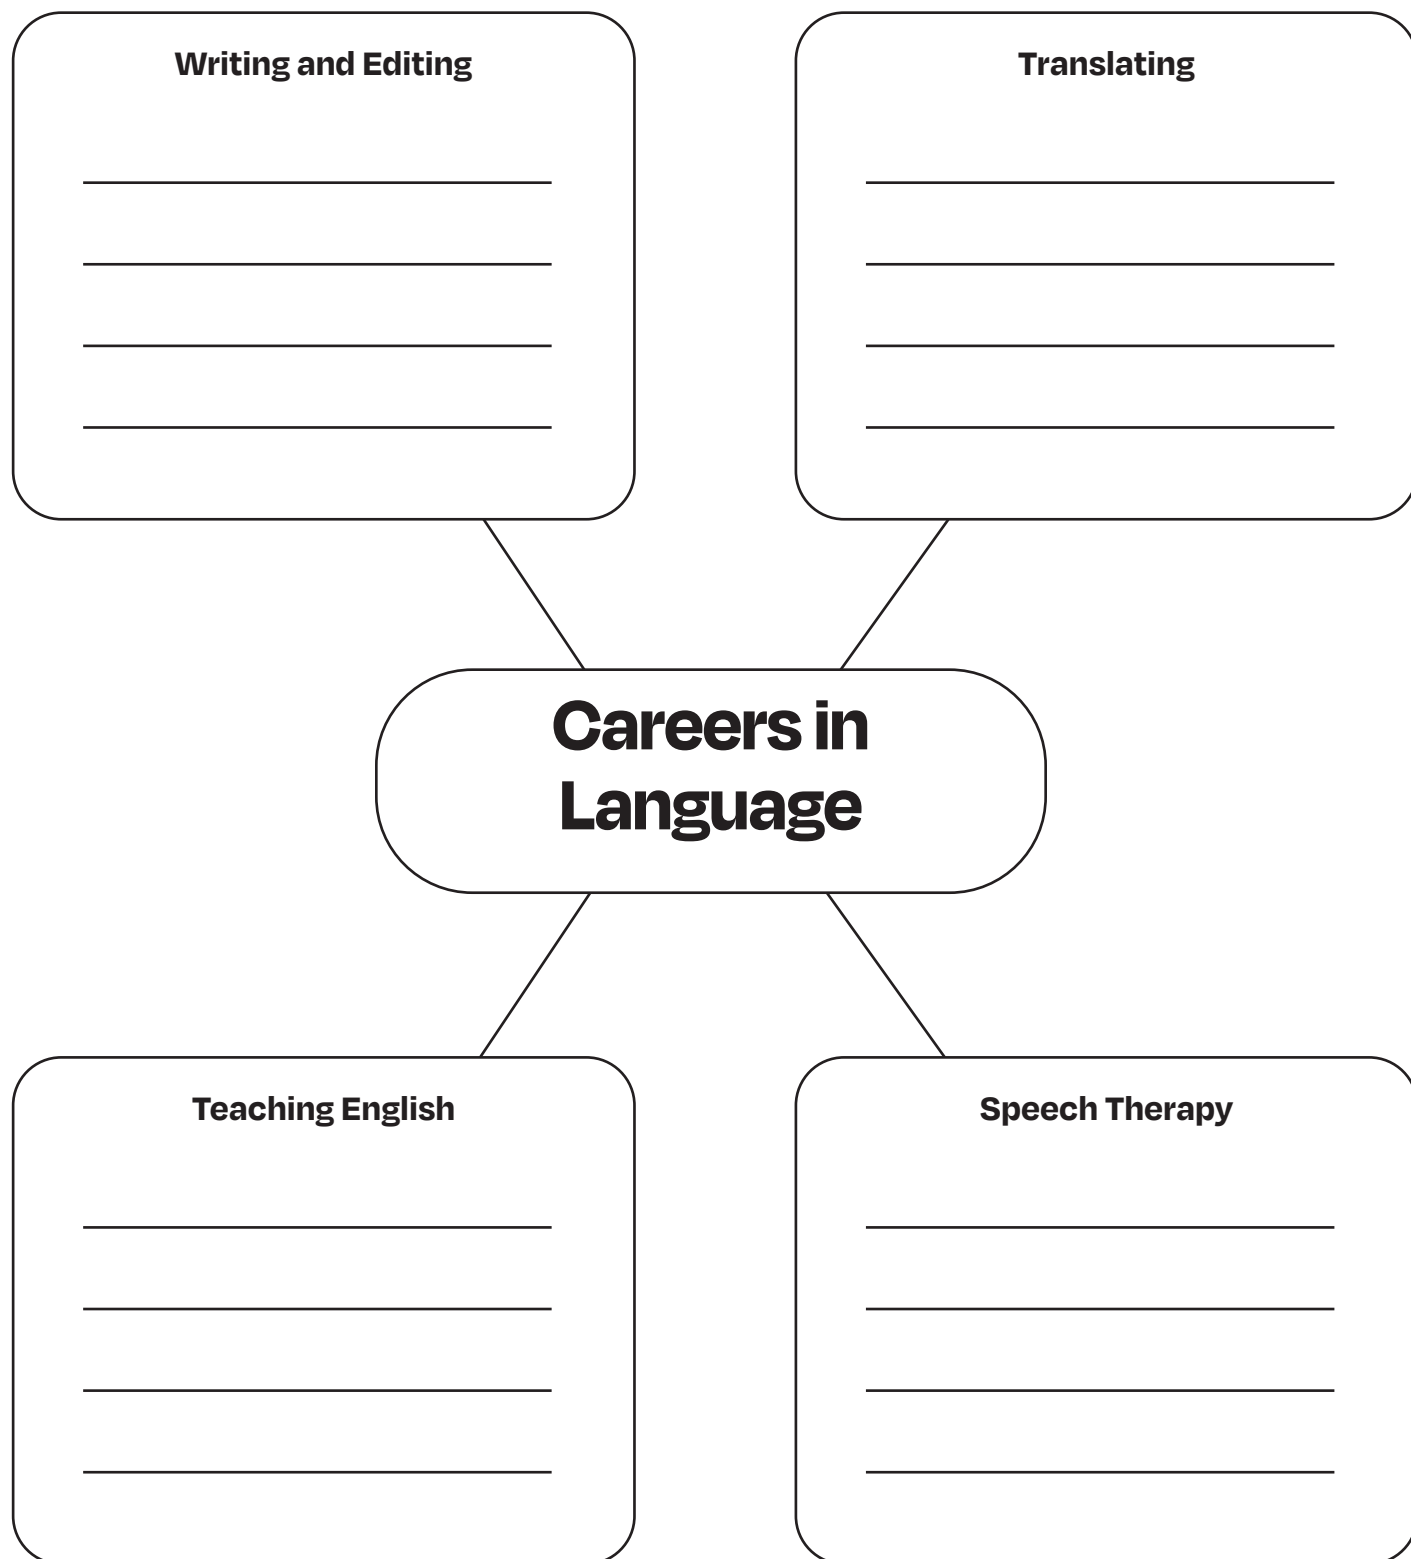 Writing and Editing
Translating
Careers in
Language
Teaching English
Speech Therapy